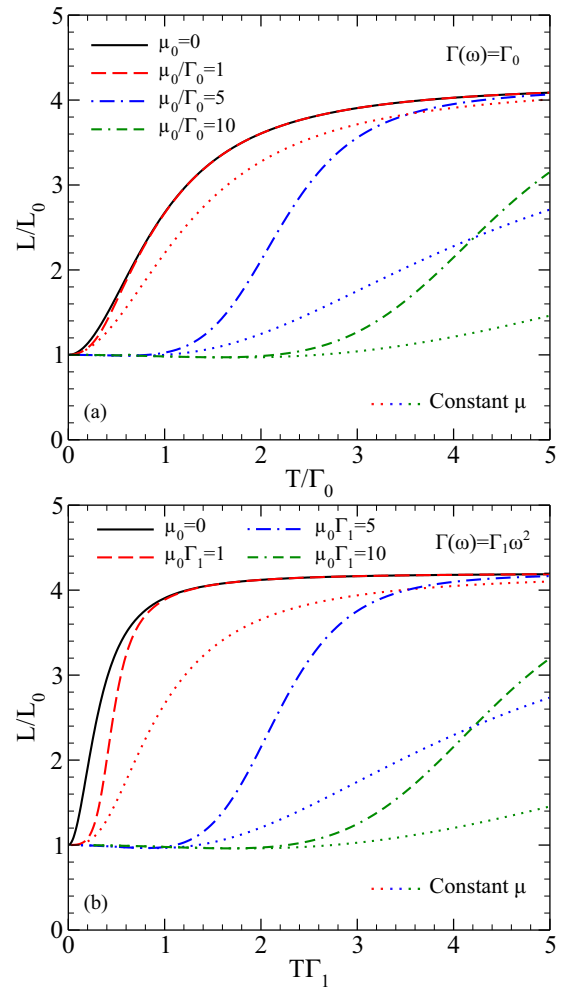 5
µ₀=0
Γ(ω)=Γ₀
µ₀/Γ₀=1
µ₀/Γ₀=5
4
µ₀/Γ₀=10
3
L/L₀
2
1
(a)
Constant µ
0
0 1 2 3 4 5
T/Γ₀
5
µ₀=0 µ₀Γ₁=5
Γ(ω)=Γ₁ω²
µ₀Γ₁=1 µ₀Γ₁=10
4
3
L/L₀
2
1
(b)
Constant µ
0
0 1 2 3 4 5
TΓ₁